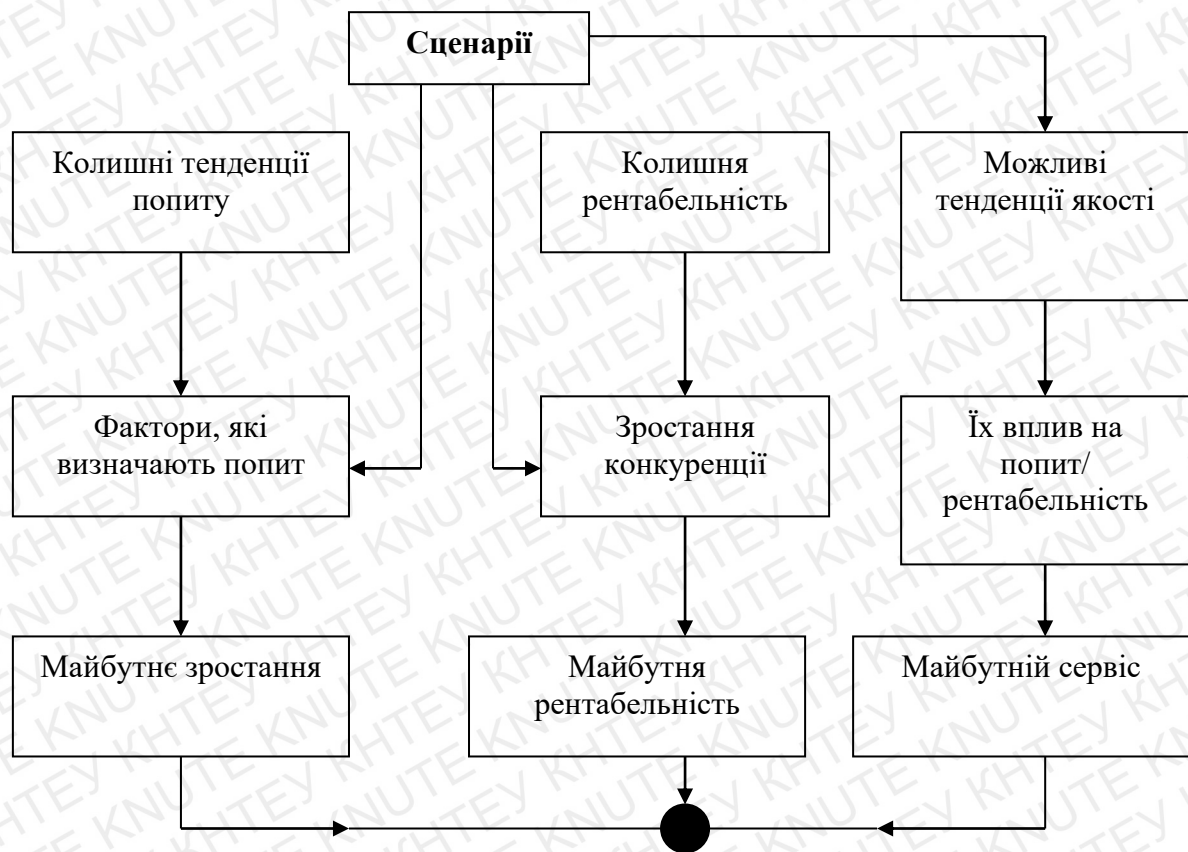 Сценарії
Колишні тенденції
попиту
Колишня
рентабельність
Можливі
тенденції якості
Фактори, які
визначають попит
Зростання
конкуренції
Їх вплив на
попит/
рентабельність
Майбутнє зростання
Майбутня
рентабельність
Майбутній сервіс